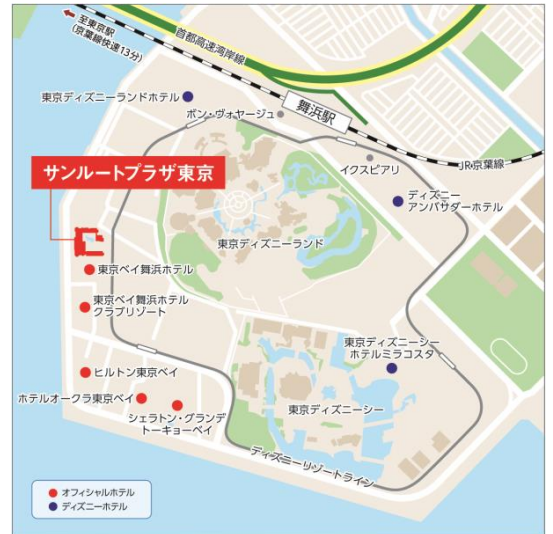 至東京駅
(京葉線快速13分)
首都高速湾岸線
東京ディズニーランドホテル
ボン・ヴォヤージュ
舞浜駅
イクスピアリ
JR京葉線
サンルートプラザ東京
ディズニー
アンバサダーホテル
東京ディズニーランド
東京ベイ舞浜ホテル
東京ベイ舞浜ホテル
クラブリゾート
東京ディズニーシー
ホテルミラコスタ
ヒルトン東京ベイ
ホテルオークラ東京ベイ
シェラトン・グランデ
トーキョーベイ
東京ディズニーシー
ディズニーリゾートライン
オフィシャルホテル
ディズニーホテル